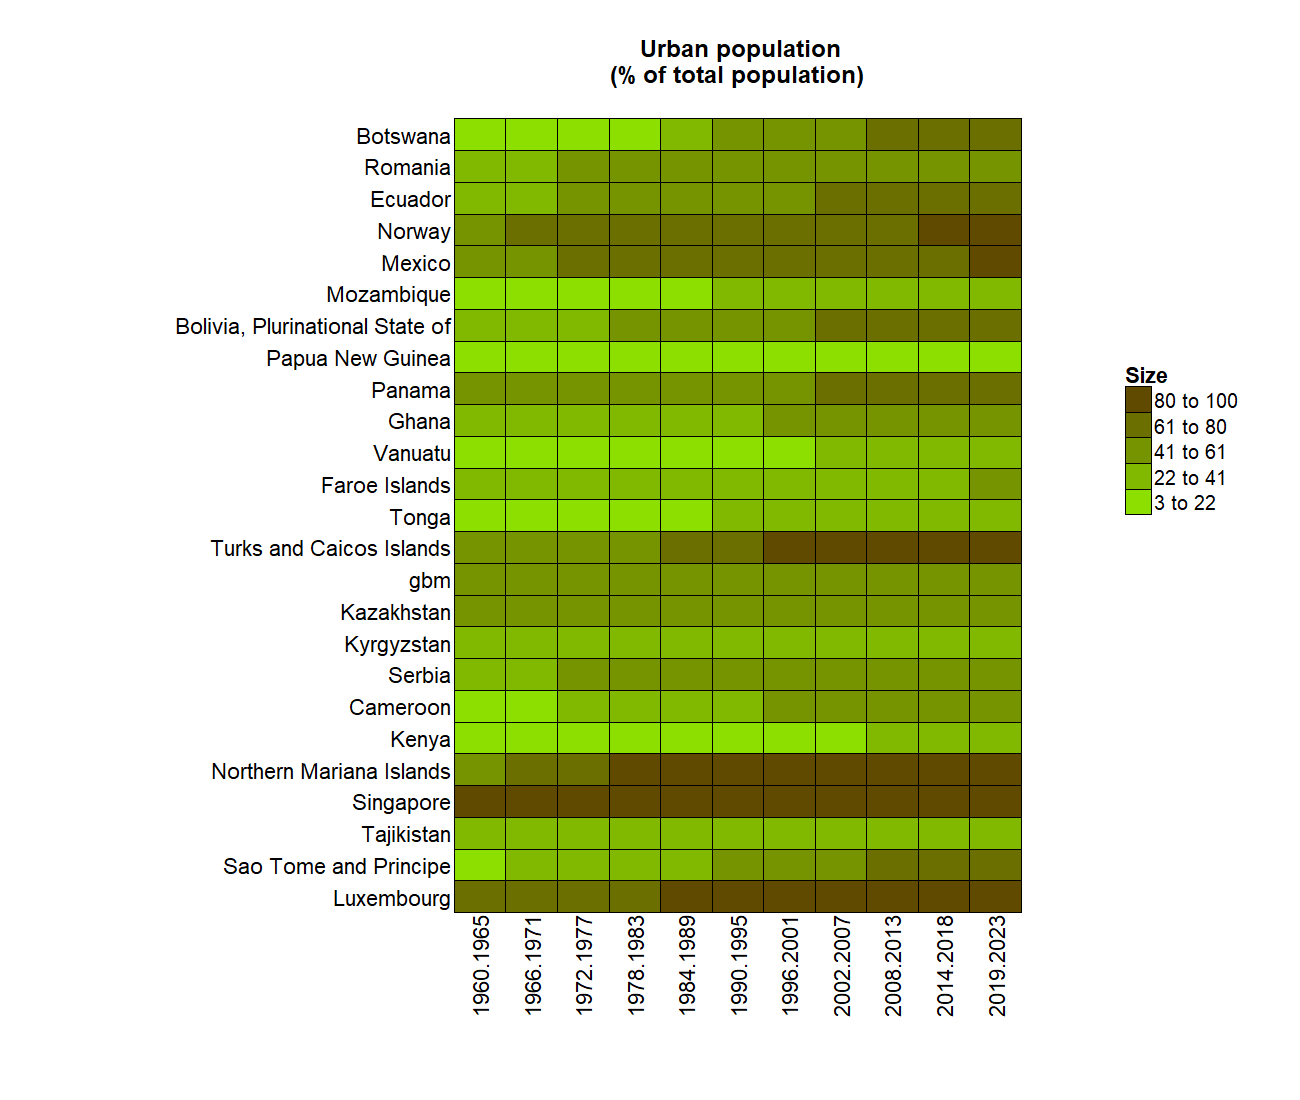 Urban population
(% of total population)
Botswana
Romania
Ecuador
Norway
Mexico
Mozambique
Bolivia, Plurinational State of
Papua New Guinea
Panama
Ghana
Vanuatu
Faroe Islands
Tonga
Turks and Caicos Islands
gbm
Kazakhstan
Kyrgyzstan
Serbia
Cameroon
Kenya
Northern Mariana Islands
Singapore
Tajikistan
Sao Tome and Principe
Luxembourg
1960.1965
1966.1971
1972.1977
1978.1983
1984.1989
1990.1995
1996.2001
2002.2007
2008.2013
2014.2018
2019.2023
Size
80 to 100
61 to 80
41 to 61
22 to 41
3 to 22